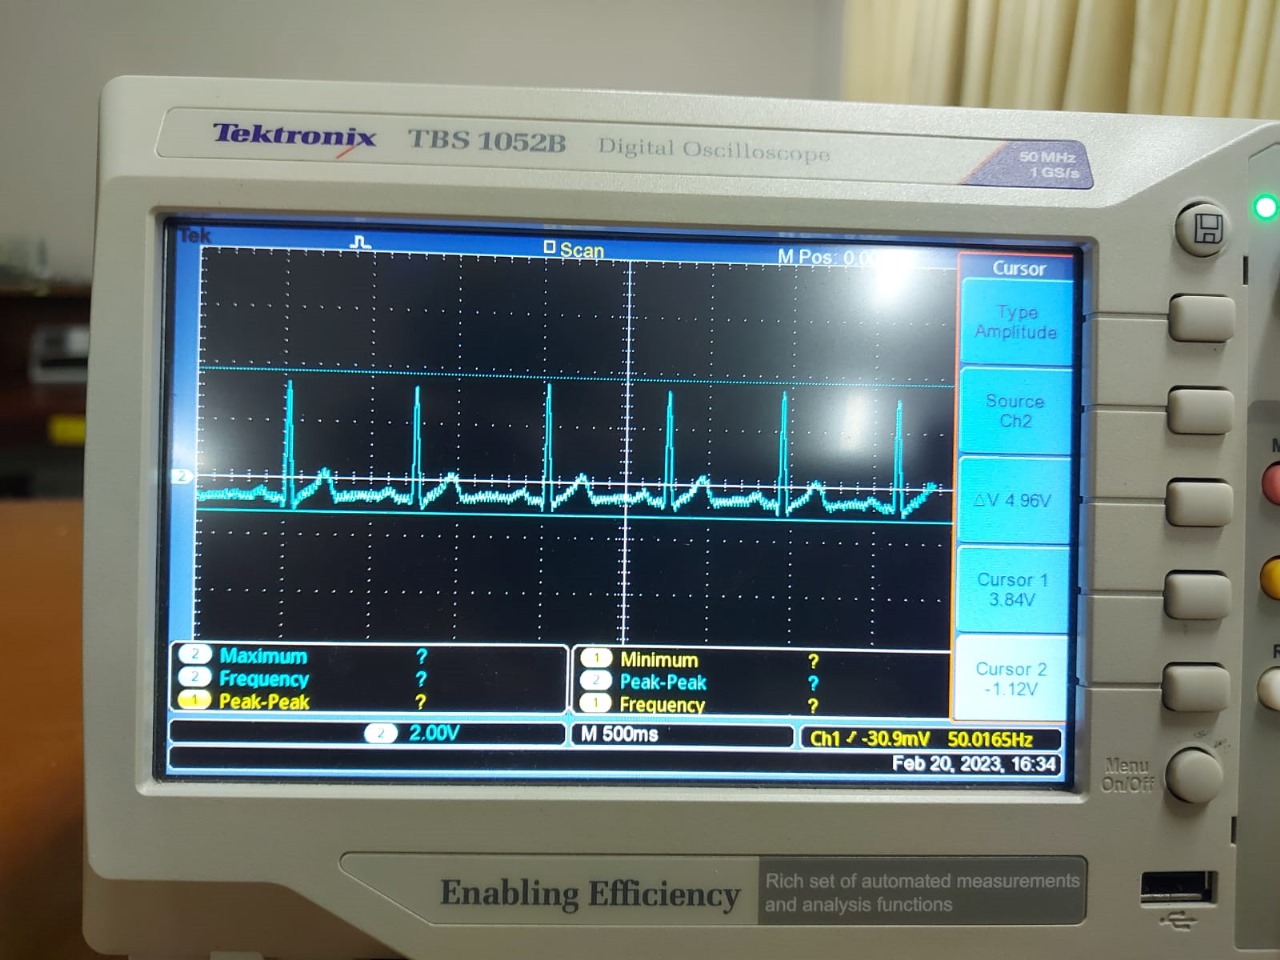 Tektronix TBS 1052B Digital Oscilloscope
50 MHz
1 GS/s
Tek
Scan
M Pos: 0.00
Cursor
Type
Amplitude
Source
Ch2
△V 4.96V
Cursor 1
3.84V
Cursor 2
-1.12V
2
2 Maximum ?
2 Frequency ?
1 Peak-Peak ?
1 Minimum ?
2 Peak-Peak ?
1 Frequency ?
2 2.00V
M 500ms
Ch1 -30.9mV 50.0165Hz
Feb 20, 2023, 16:34
Menu
On/Off
Enabling Efficiency
Rich set of automated measurements
and analysis functions